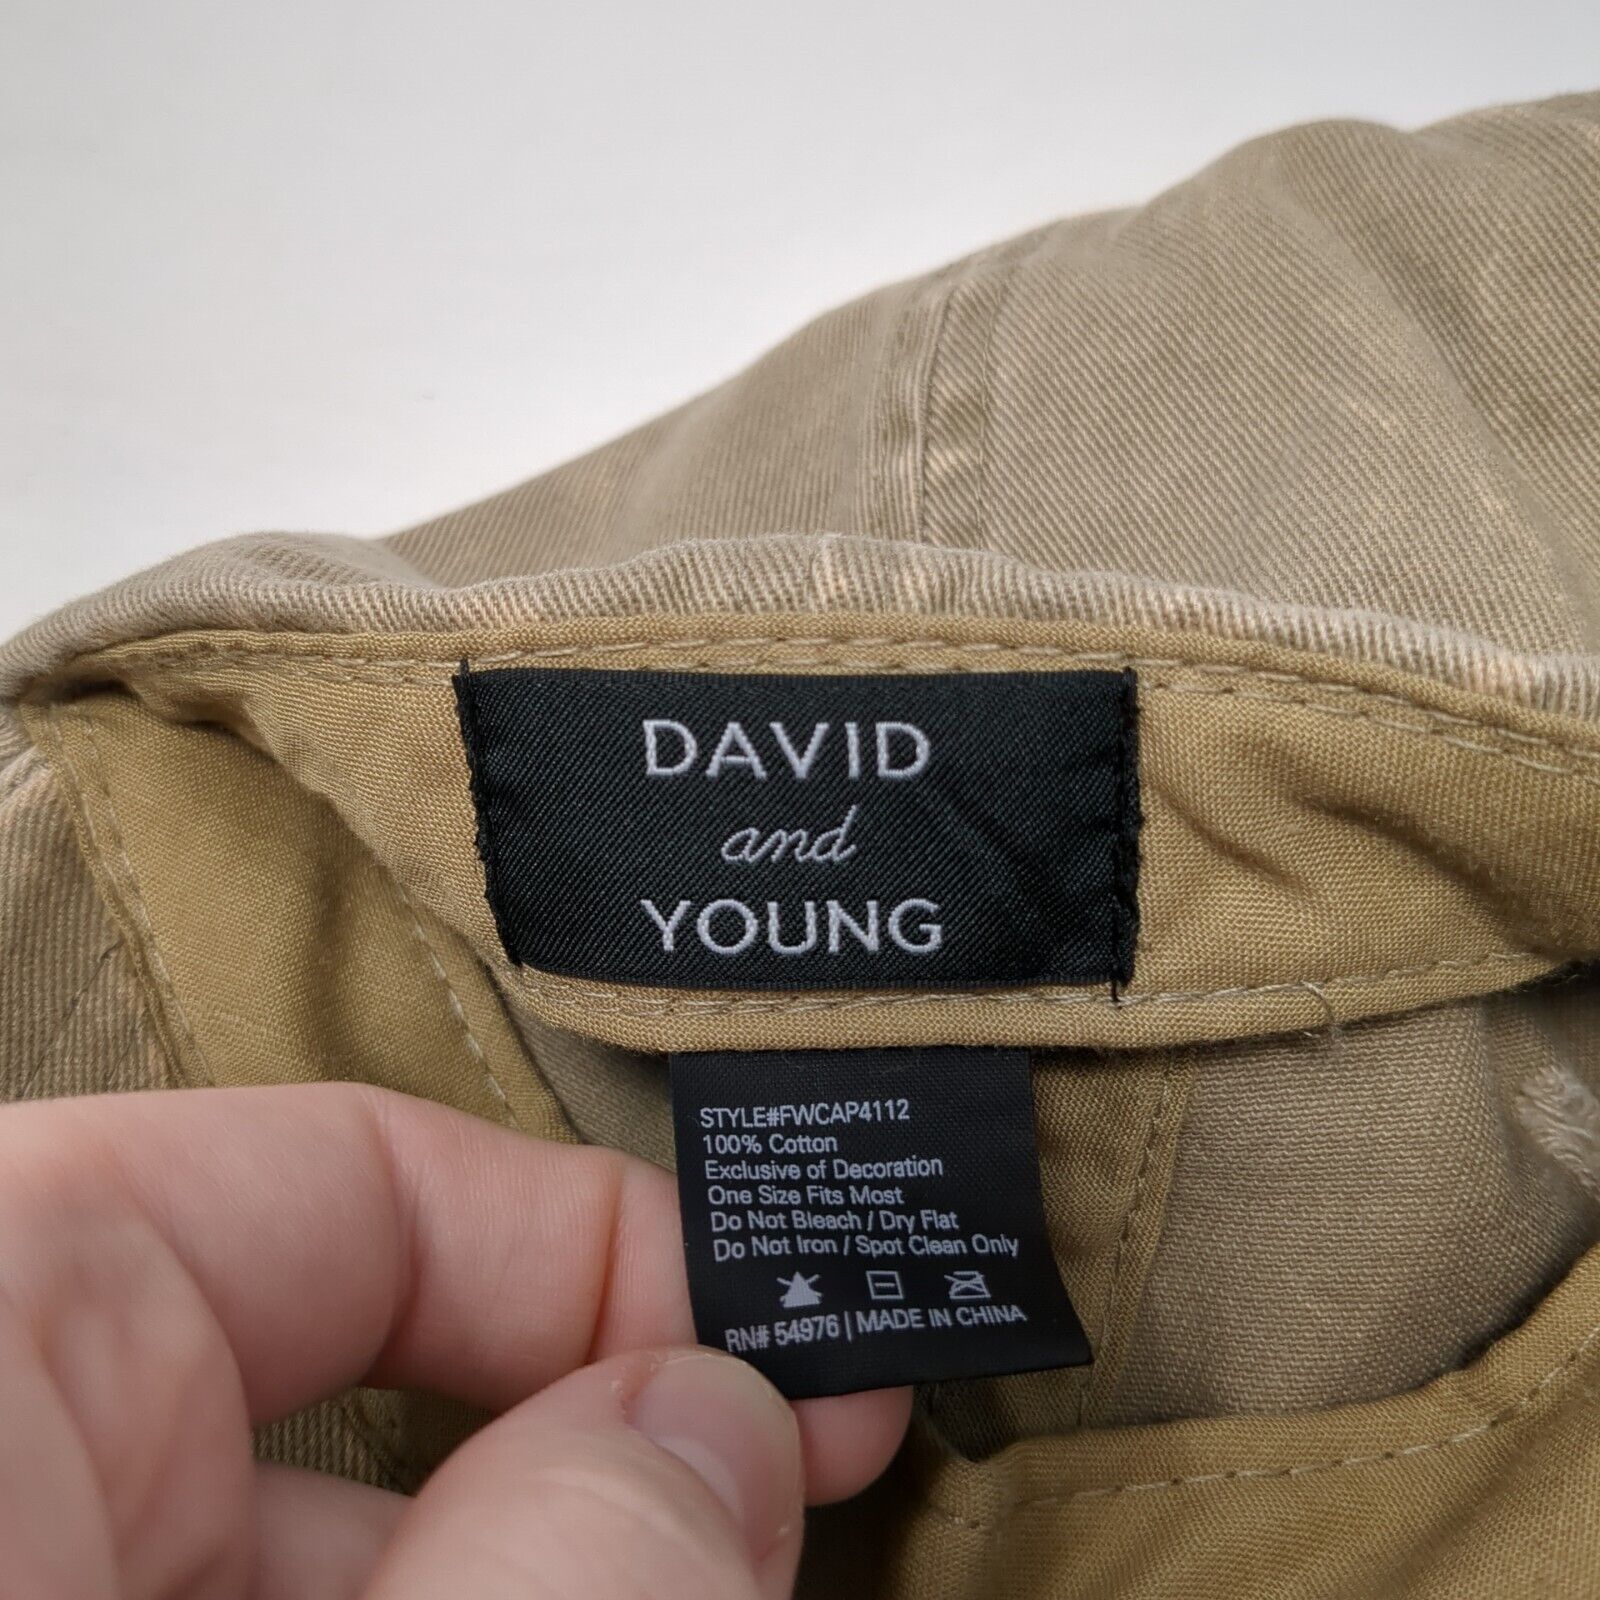 DAVID
and
YOUNG
STYLE#FWCAP4112
100% Cotton
Exclusive of Decoration
One Size Fits Most
Do Not Bleach / Dry Flat
Do Not Iron / Spot Clean Only
RN# 54976 | MADE IN CHINA